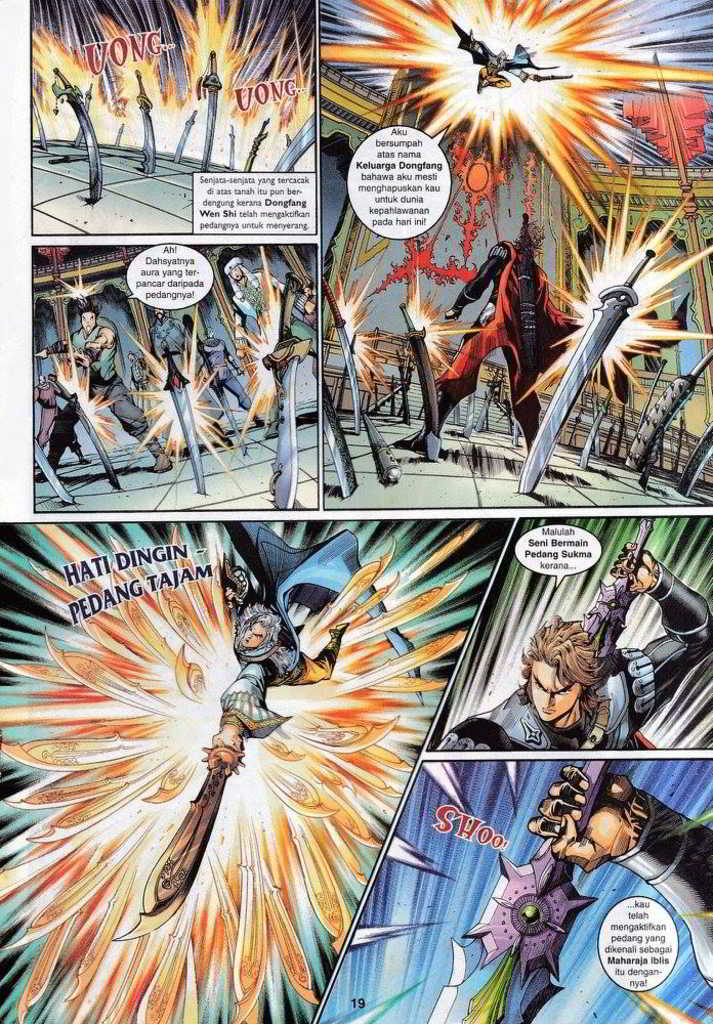 UONG...
UONG...
Senjata-senjata yang tercacak
di atas tanah itu pun ber-
dengung kerana Dongfang
Wen Shi telah mengaktifkan
pedangnya untuk menyerang.
Aku
bersumpah
atas nama
Keluarga Dongfang
bahawa aku mesti
menghapuskan kau
untuk dunia
kepahlawanan
pada hari ini!
Ah!
Dahsyatnya
aura yang ter-
pancar daripada
pedangnya!
HATI DINGIN -
PEDANG TAJAM
Malulah
Seni Bermain
Pedang Sukma
kerana...
SHOO!
...kau
telah
mengaktifkan
pedang yang
dikenali sebagai
Maharaja Iblis
itu dengan-
nya!
19